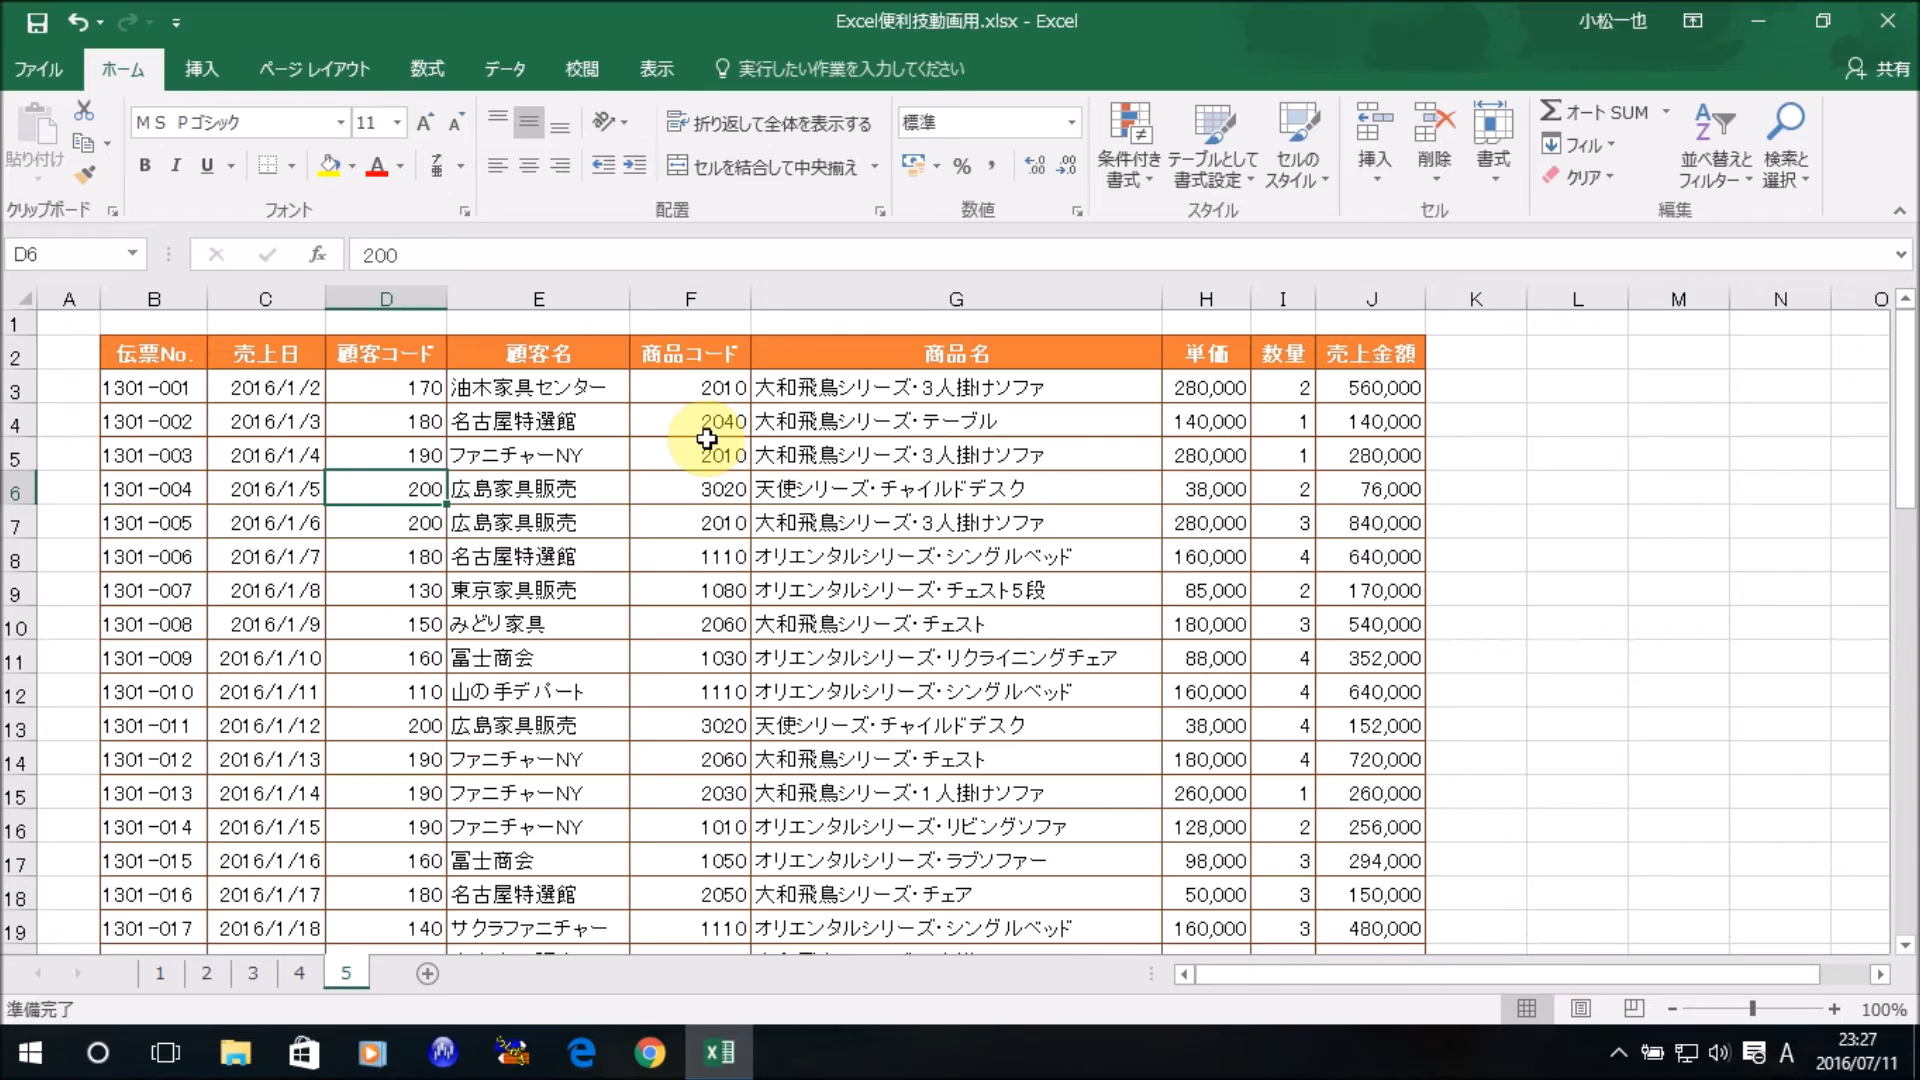 Excel便利技動画用.xlsx - Excel
小松一也
ファイル ホーム 挿入 ページ レイアウト 数式 データ 校閲 表示 実行したい作業を入力してください 共有
貼り付け
クリップボード
ＭＳ Ｐゴシック 11
B I U A
フォント
折り返して全体を表示する
セルを結合して中央揃え
配置
標準
% ,
数値
条件付き書式
テーブルとして書式設定
セルのスタイル
スタイル
挿入 削除 書式
セル
オート SUM
フィル
クリア
並べ替えとフィルター
検索と選択
編集
D6 fx 200
A B C D E F G H I J K L M N O
1
2 伝票No. 売上日 顧客コード 顧客名 商品コード 商品名 単価 数量 売上金額
3 1301-001 2016/1/2 170 油木家具センター 2010 大和飛鳥シリーズ・３人掛けソファ 280,000 2 560,000
4 1301-002 2016/1/3 180 名古屋特選館 2040 大和飛鳥シリーズ・テーブル 140,000 1 140,000
5 1301-003 2016/1/4 190 ファニチャーNY 2010 大和飛鳥シリーズ・３人掛けソファ 280,000 1 280,000
6 1301-004 2016/1/5 200 広島家具販売 3020 天使シリーズ・チャイルドデスク 38,000 2 76,000
7 1301-005 2016/1/6 200 広島家具販売 2010 大和飛鳥シリーズ・３人掛けソファ 280,000 3 840,000
8 1301-006 2016/1/7 180 名古屋特選館 1110 オリエンタルシリーズ・シングルベッド 160,000 4 640,000
9 1301-007 2016/1/8 130 東京家具販売 1080 オリエンタルシリーズ・チェスト５段 85,000 2 170,000
10 1301-008 2016/1/9 150 みどり家具 2060 大和飛鳥シリーズ・チェスト 180,000 3 540,000
11 1301-009 2016/1/10 160 冨士商会 1030 オリエンタルシリーズ・リクライニングチェア 88,000 4 352,000
12 1301-010 2016/1/11 110 山の手デパート 1110 オリエンタルシリーズ・シングルベッド 160,000 4 640,000
13 1301-011 2016/1/12 200 広島家具販売 3020 天使シリーズ・チャイルドデスク 38,000 4 152,000
14 1301-012 2016/1/13 190 ファニチャーNY 2060 大和飛鳥シリーズ・チェスト 180,000 4 720,000
15 1301-013 2016/1/14 190 ファニチャーNY 2030 大和飛鳥シリーズ・１人掛けソファ 260,000 1 260,000
16 1301-014 2016/1/15 190 ファニチャーNY 1010 オリエンタルシリーズ・リビングソファ 128,000 2 256,000
17 1301-015 2016/1/16 160 冨士商会 1050 オリエンタルシリーズ・ラブソファー 98,000 3 294,000
18 1301-016 2016/1/17 180 名古屋特選館 2050 大和飛鳥シリーズ・チェア 50,000 3 150,000
19 1301-017 2016/1/18 140 サクラファニチャー 1110 オリエンタルシリーズ・シングルベッド 160,000 3 480,000
1 2 3 4 5
準備完了 100%
A 23:27
2016/07/11